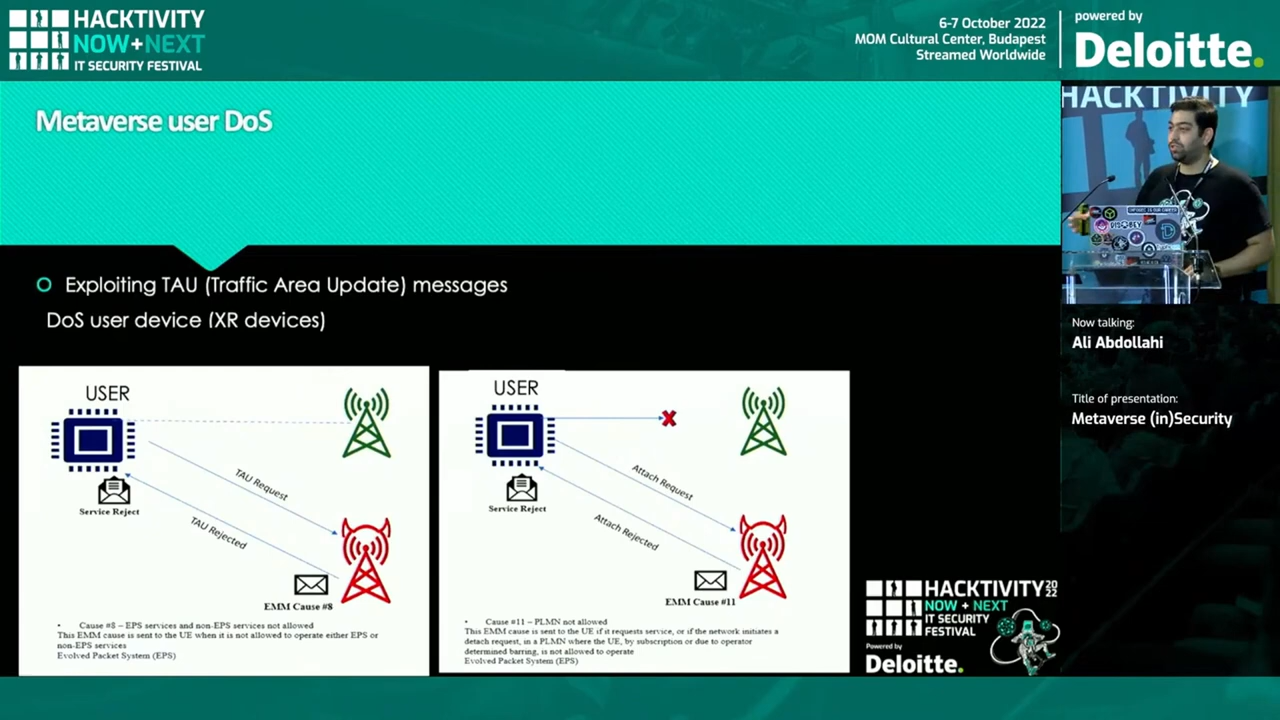 HACKTIVITY
NOW+NEXT
IT SECURITY FESTIVAL
6-7 October 2022
MOM Cultural Center, Budapest
Streamed Worldwide
powered by
Deloitte.
Metaverse user DoS
Exploiting TAU (Traffic Area Update) messages
DoS user device (XR devices)
USER
TAU Request
TAU Rejected
Service Reject
EMM Cause #8
• Cause #8 – EPS services and non-EPS services not allowed
This EMM cause is sent to the UE when it is not allowed to operate either EPS or
non-EPS services
Evolved Packet System (EPS)
USER
Attach Request
Attach Rejected
Service Reject
EMM Cause #11
• Cause #11 – PLMN not allowed
This EMM cause is sent to the UE if it requests service, or if the network initiates a
detach request, in a PLMN where the UE, by subscription or due to operator
determined barring, is not allowed to operate
Evolved Packet System (EPS)
HACKTIVITY 20
22
NOW + NEXT
IT SECURITY
FESTIVAL
Powered by
Deloitte.
HACKTIVITY
DISOBEY
Now talking:
Ali Abdollahi
Title of presentation:
Metaverse (in)Security